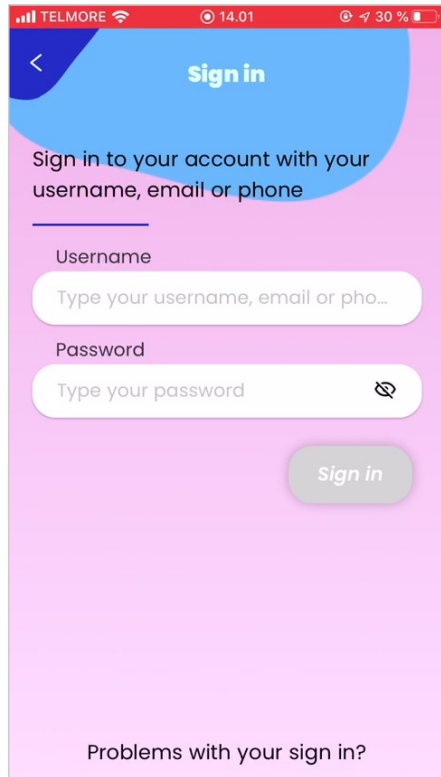 TELMORE 14.01 30 %
Sign in
Sign in to your account with your
username, email or phone
Username
Type your username, email or pho...
Password
Type your password
Sign in
Problems with your sign in?